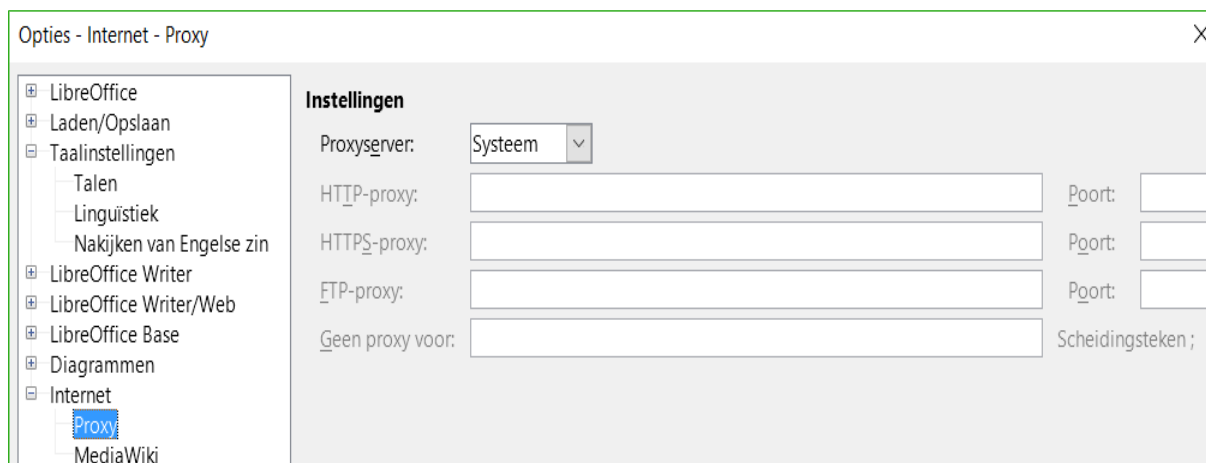 Opties - Internet - Proxy
LibreOffice
Laden/Opslaan
Taalinstellingen
Talen
Linguïstiek
Nakijken van Engelse zin
LibreOffice Writer
LibreOffice Writer/Web
LibreOffice Base
Diagrammen
Internet
Proxy
MediaWiki
Instellingen
Proxyserver: Systeem
HTTP-proxy: Poort:
HTTPS-proxy: Poort:
FTP-proxy: Poort:
Geen proxy voor: Scheidingsteken ;